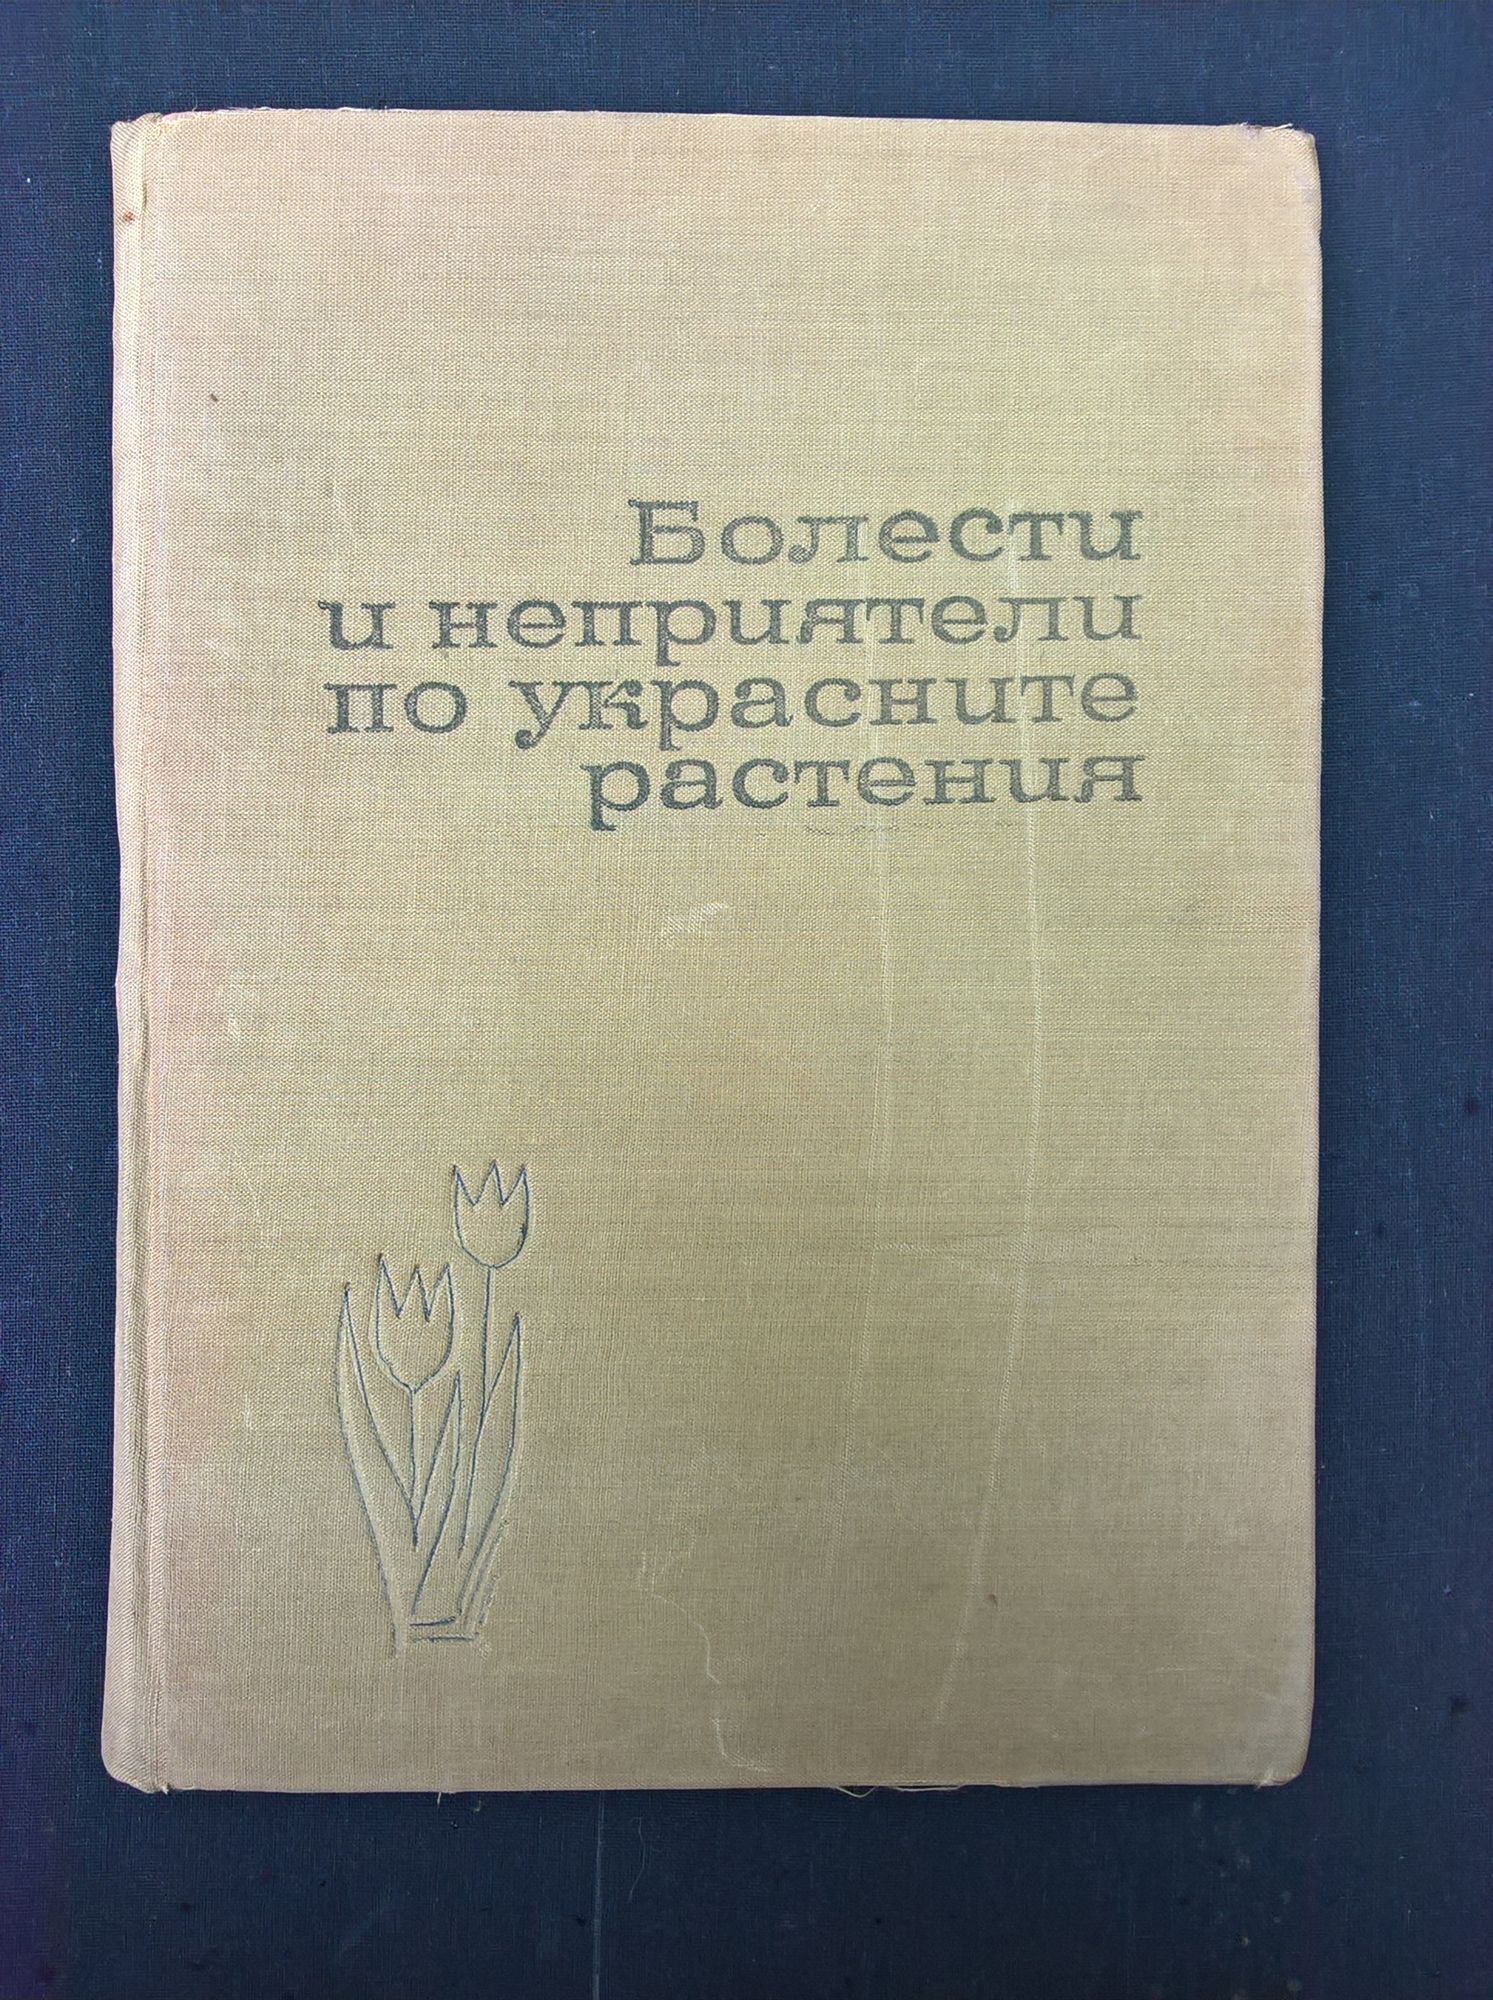 Болести
и неприятели
по украсните
растения